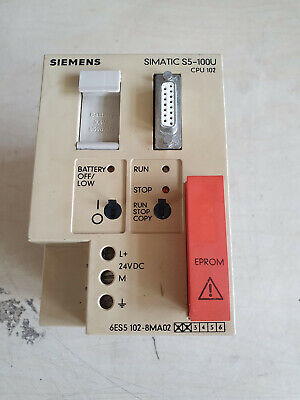 SIEMENS
SIMATIC S5-100U
CPU 102
BATTERY
OFF/
LOW
RUN
STOP
I
O
RUN
STOP
COPY
L+
24VDC
M
EPROM
6ES5 102-8MA02
3 4 5 6